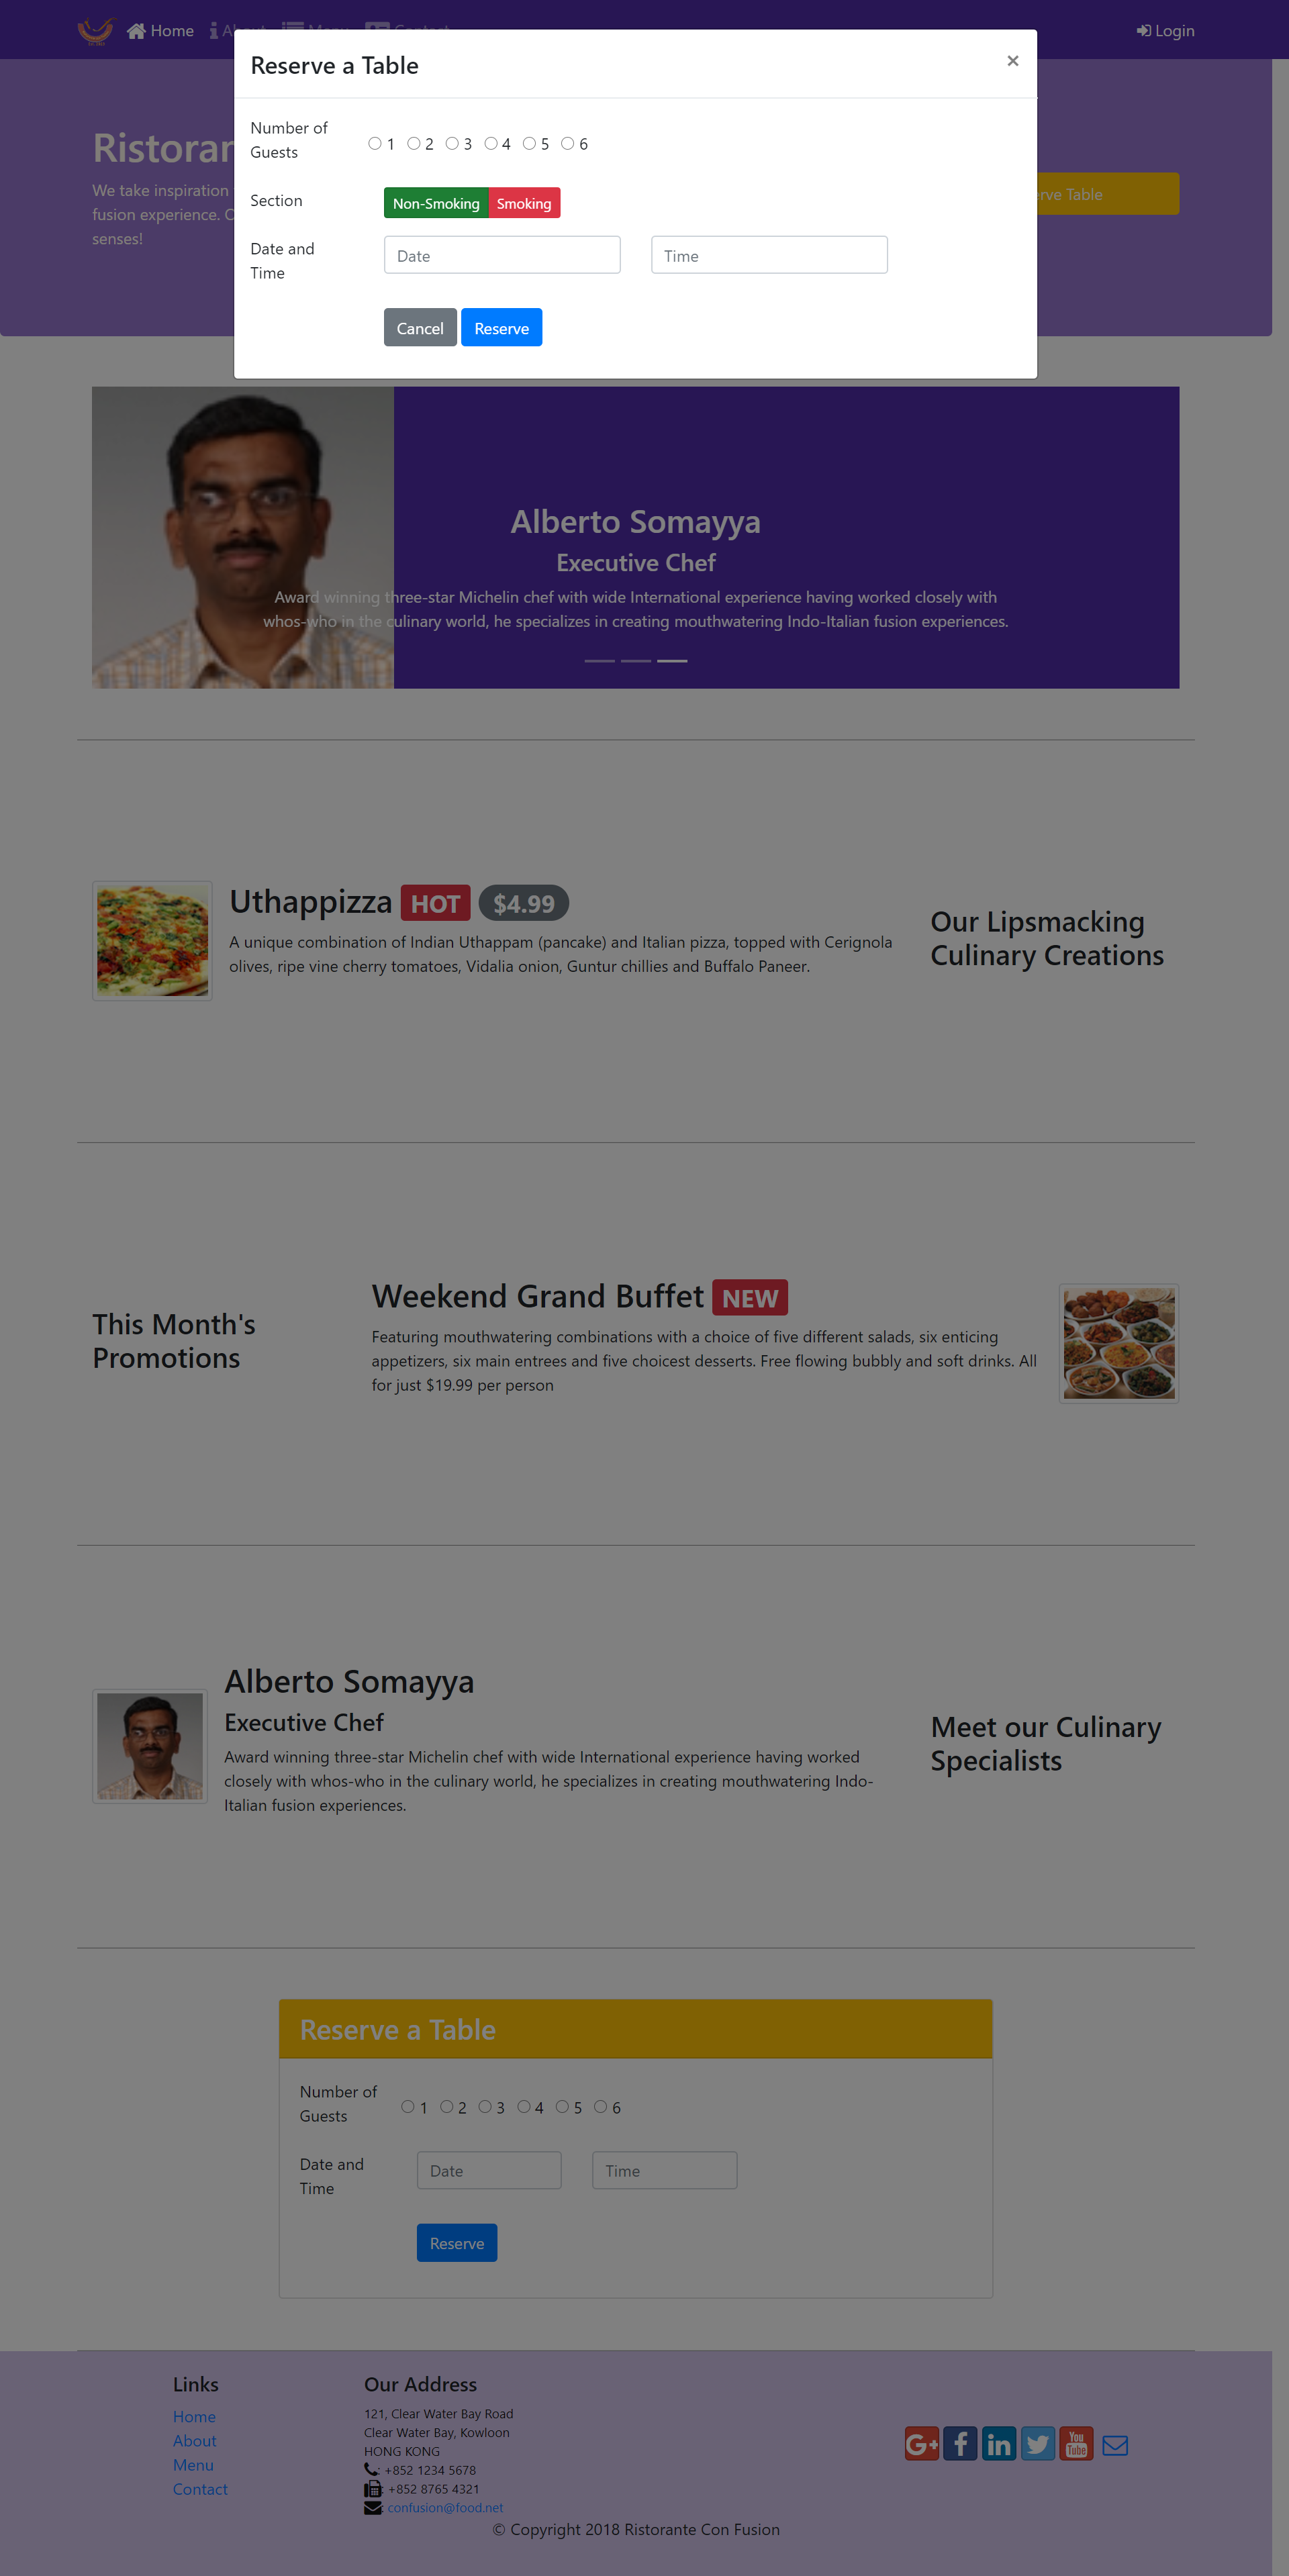 Home
Login
Reserve a Table
×
Number of
Guests
1 2 3 4 5 6
Section
Non-Smoking Smoking
Date and
Time
Date
Time
Cancel Reserve
We take inspiration
fusion experience.
senses!
Table
Alberto Somayya
Executive Chef
Award winning three-star Michelin chef with wide International experience having worked closely with
whos-who in the culinary world, he specializes in creating mouthwatering Indo-Italian fusion experiences.
Uthappizza HOT $4.99
A unique combination of Indian Uthappam (pancake) and Italian pizza, topped with Cerignola
olives, ripe vine cherry tomatoes, Vidalia onion, Guntur chillies and Buffalo Paneer.
Our Lipsmacking
Culinary Creations
This Month's
Promotions
Weekend Grand Buffet NEW
Featuring mouthwatering combinations with a choice of five different salads, six enticing
appetizers, six main entrees and five choicest desserts. Free flowing bubbly and soft drinks. All
for just $19.99 per person
Alberto Somayya
Executive Chef
Award winning three-star Michelin chef with wide International experience having worked
closely with whos-who in the culinary world, he specializes in creating mouthwatering Indo-
Italian fusion experiences.
Meet our Culinary
Specialists
Reserve a Table
Number of
Guests
1 2 3 4 5 6
Date and
Time
Date
Time
Reserve
Links
Home
About
Menu
Contact
Our Address
121, Clear Water Bay Road
Clear Water Bay, Kowloon
HONG KONG
: +852 1234 5678
: +852 8765 4321
: confusion@food.net
G+ f in You Tube
© Copyright 2018 Ristorante Con Fusion